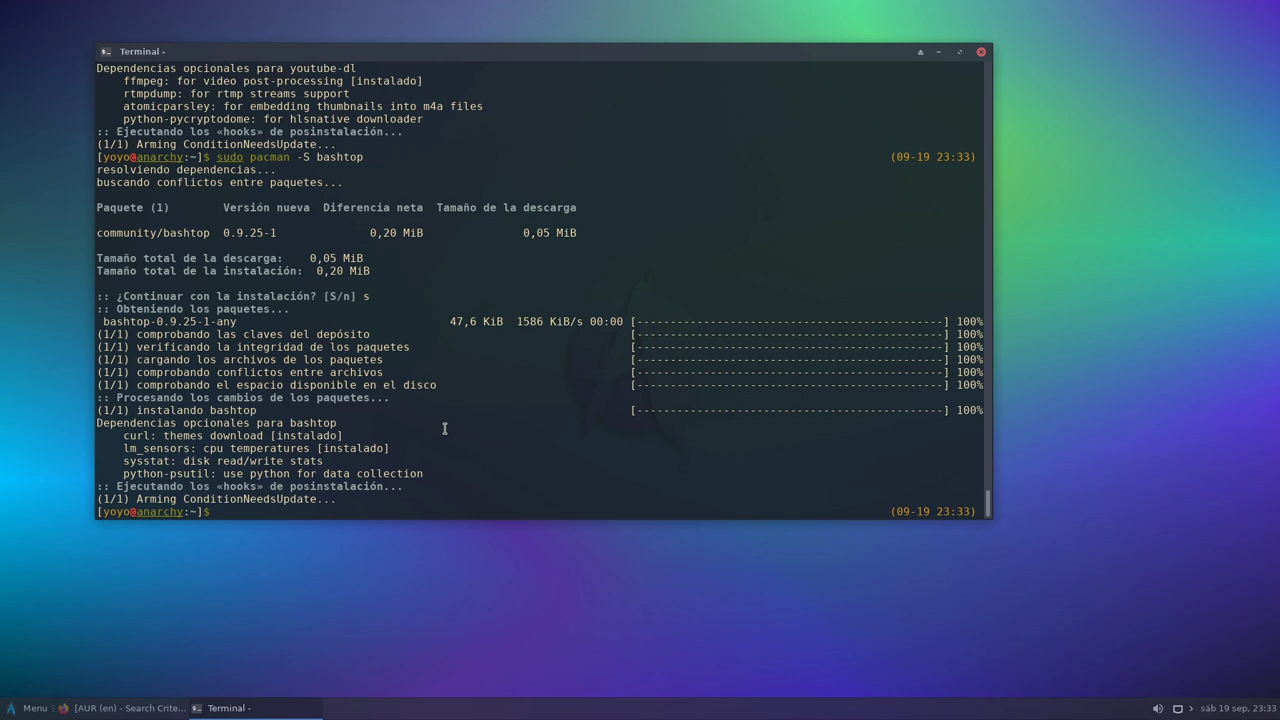 Terminal -
Dependencias opcionales para youtube-dl
    ffmpeg: for video post-processing [instalado]
    rtmpdump: for rtmp streams support
    atomicparsley: for embedding thumbnails into m4a files
    python-pycryptodome: for hlsnative downloader
:: Ejecutando los «hooks» de posinstalación...
(1/1) Arming ConditionNeedsUpdate...
[yoyo@anarchy:~]$ sudo pacman -S bashtop (09-19 23:33)
resolviendo dependencias...
buscando conflictos entre paquetes...
Paquete (1)        Versión nueva  Diferencia neta  Tamaño de la descarga
community/bashtop  0.9.25-1              0,20 MiB               0,05 MiB
Tamaño total de la descarga:    0,05 MiB
Tamaño total de la instalación:  0,20 MiB
:: ¿Continuar con la instalación? [S/n] s
:: Obteniendo los paquetes...
bashtop-0.9.25-1-any 47,6 KiB  1586 KiB/s 00:00 [----------------------------------------------] 100%
(1/1) comprobando las claves del depósito [----------------------------------------------] 100%
(1/1) verificando la integridad de los paquetes [----------------------------------------------] 100%
(1/1) cargando los archivos de los paquetes [----------------------------------------------] 100%
(1/1) comprobando conflictos entre archivos [----------------------------------------------] 100%
(1/1) comprobando el espacio disponible en el disco [----------------------------------------------] 100%
:: Procesando los cambios de los paquetes...
(1/1) instalando bashtop [----------------------------------------------] 100%
Dependencias opcionales para bashtop
    curl: themes download [instalado]
    lm_sensors: cpu temperatures [instalado]
    sysstat: disk read/write stats
    python-psutil: use python for data collection
:: Ejecutando los «hooks» de posinstalación...
(1/1) Arming ConditionNeedsUpdate...
[yoyo@anarchy:~]$ (09-19 23:33)
Menu [AUR (en) - Search Crite... Terminal - sáb 19 sep, 23:33